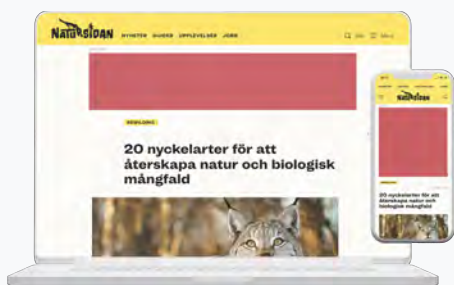 NATURSIDAN
NYHETER GUIDER UPPLEVELSER JOBB
20 nyckelarter för att
återskapa natur och biologisk
mångfald
NATURSIDAN
20 nyckelarter för att
återskapa natur och biologisk
mångfald